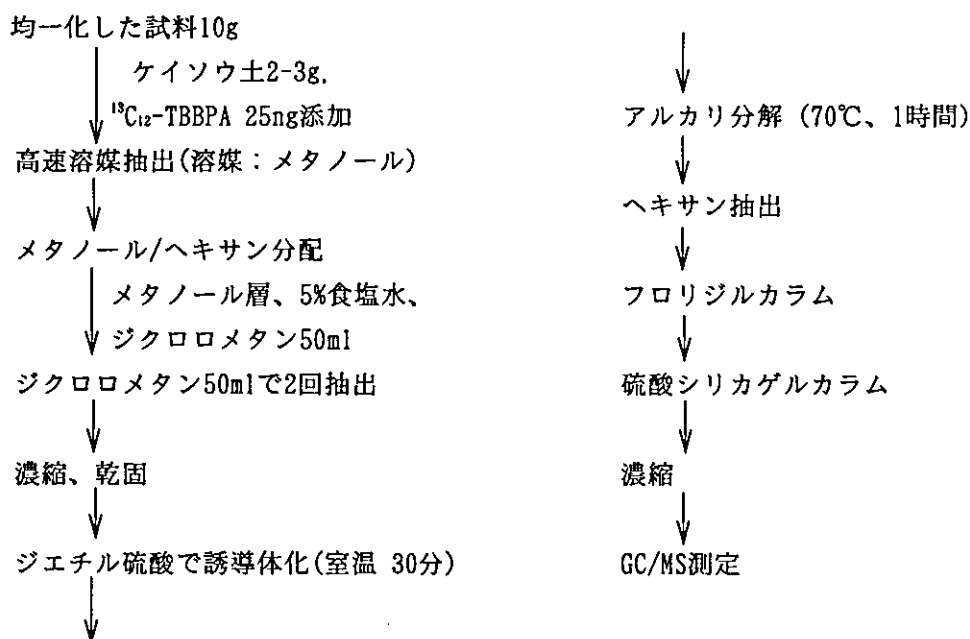 均一化した試料10g
ケイソウ土2-3g.
¹³C₁₂-TBBPA 25ng添加
高速溶媒抽出(溶媒：メタノール)
メタノール/ヘキサン分配
メタノール層、5%食塩水、
ジクロロメタン50ml
ジクロロメタン50mlで2回抽出
濃縮、乾固
ジエチル硫酸で誘導体化(室温 30分)
アルカリ分解 (70℃、1時間)
ヘキサン抽出
フロリジルカラム
硫酸シリカゲルカラム
濃縮
GC/MS測定